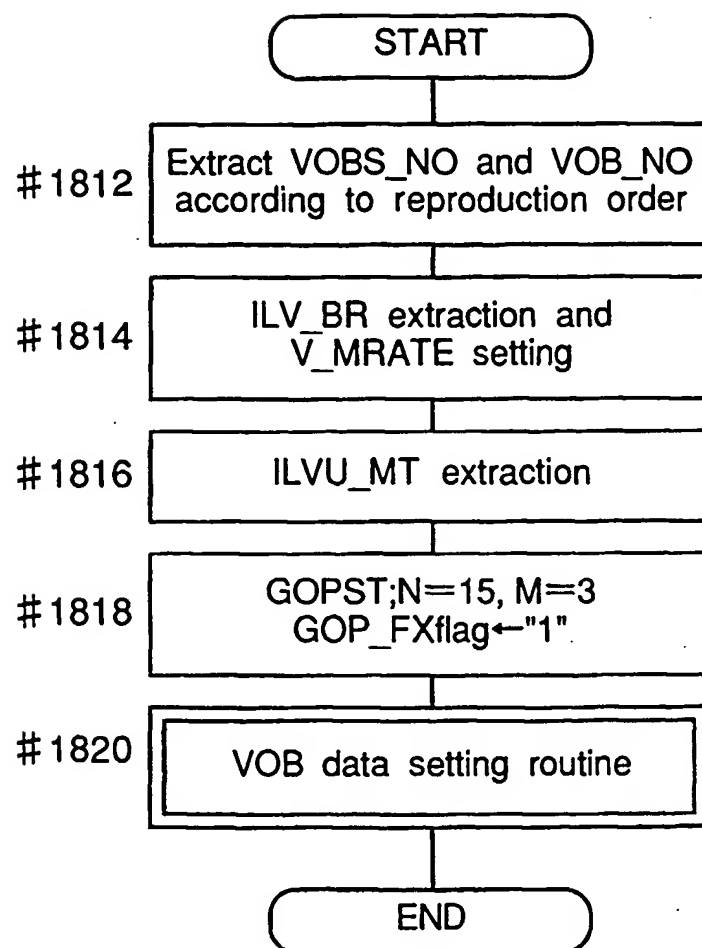 START
#1812
Extract VOBS_NO and VOB_NO
according to reproduction order
#1814
ILV_BR extraction and
V_MRATE setting
#1816
ILVU_MT extraction
#1818
GOPST;N=15, M=3
GOP_FXflag←"1"
#1820
VOB data setting routine
END